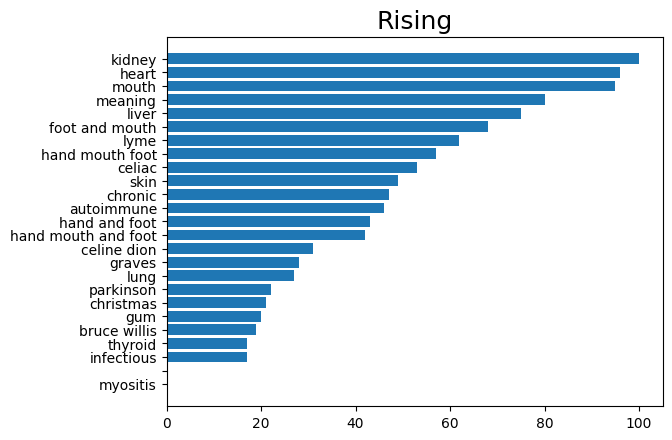 Rising
kidney
heart
mouth
meaning
liver
foot and mouth
lyme
hand mouth foot
celiac
skin
chronic
autoimmune
hand and foot
hand mouth and foot
celine dion
graves
lung
parkinson
christmas
gum
bruce willis
thyroid
infectious
myositis
0 20 40 60 80 100